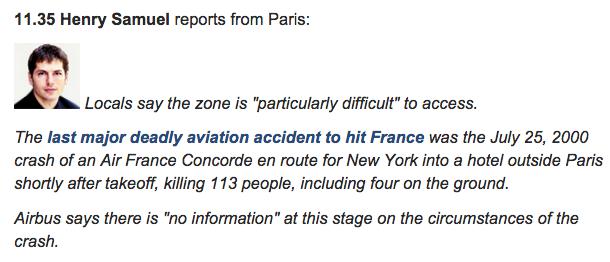 11.35 Henry Samuel reports from Paris:
Locals say the zone is "particularly difficult" to access.
The last major deadly aviation accident to hit France was the July 25, 2000
crash of an Air France Concorde en route for New York into a hotel outside Paris
shortly after takeoff, killing 113 people, including four on the ground.
Airbus says there is "no information" at this stage on the circumstances of the
crash.